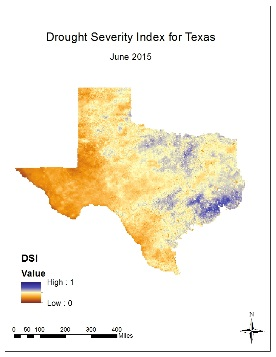 Drought Severity Index for Texas
June 2015
DSI
Value
High : 1
Low : 0
0 50 100 200 300 400
Miles
N